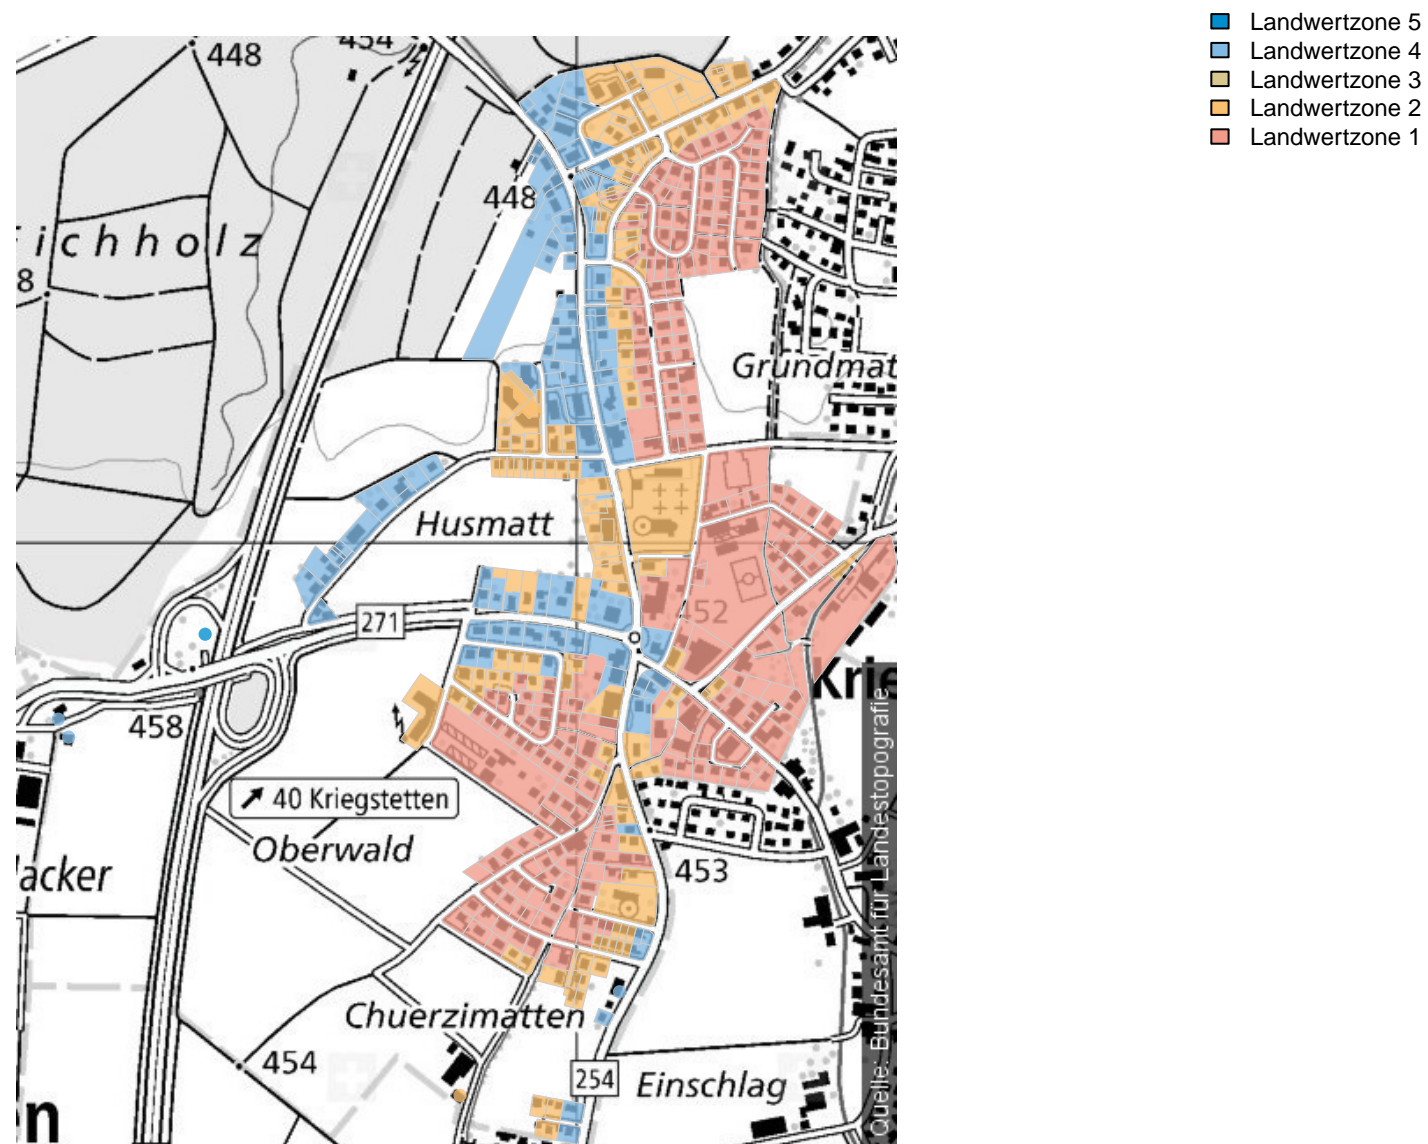 Landwertzone 5
Landwertzone 4
Landwertzone 3
Landwertzone 2
Landwertzone 1
454
448
448
ichholz
8
Grundmat
Husmatt
452
271
Krie
458
40 Kriegstetten
Oberwald
acker
453
Chuerzimatten
454
254
Einschlag
n
Quelle: Bundesamt für Landestopografie